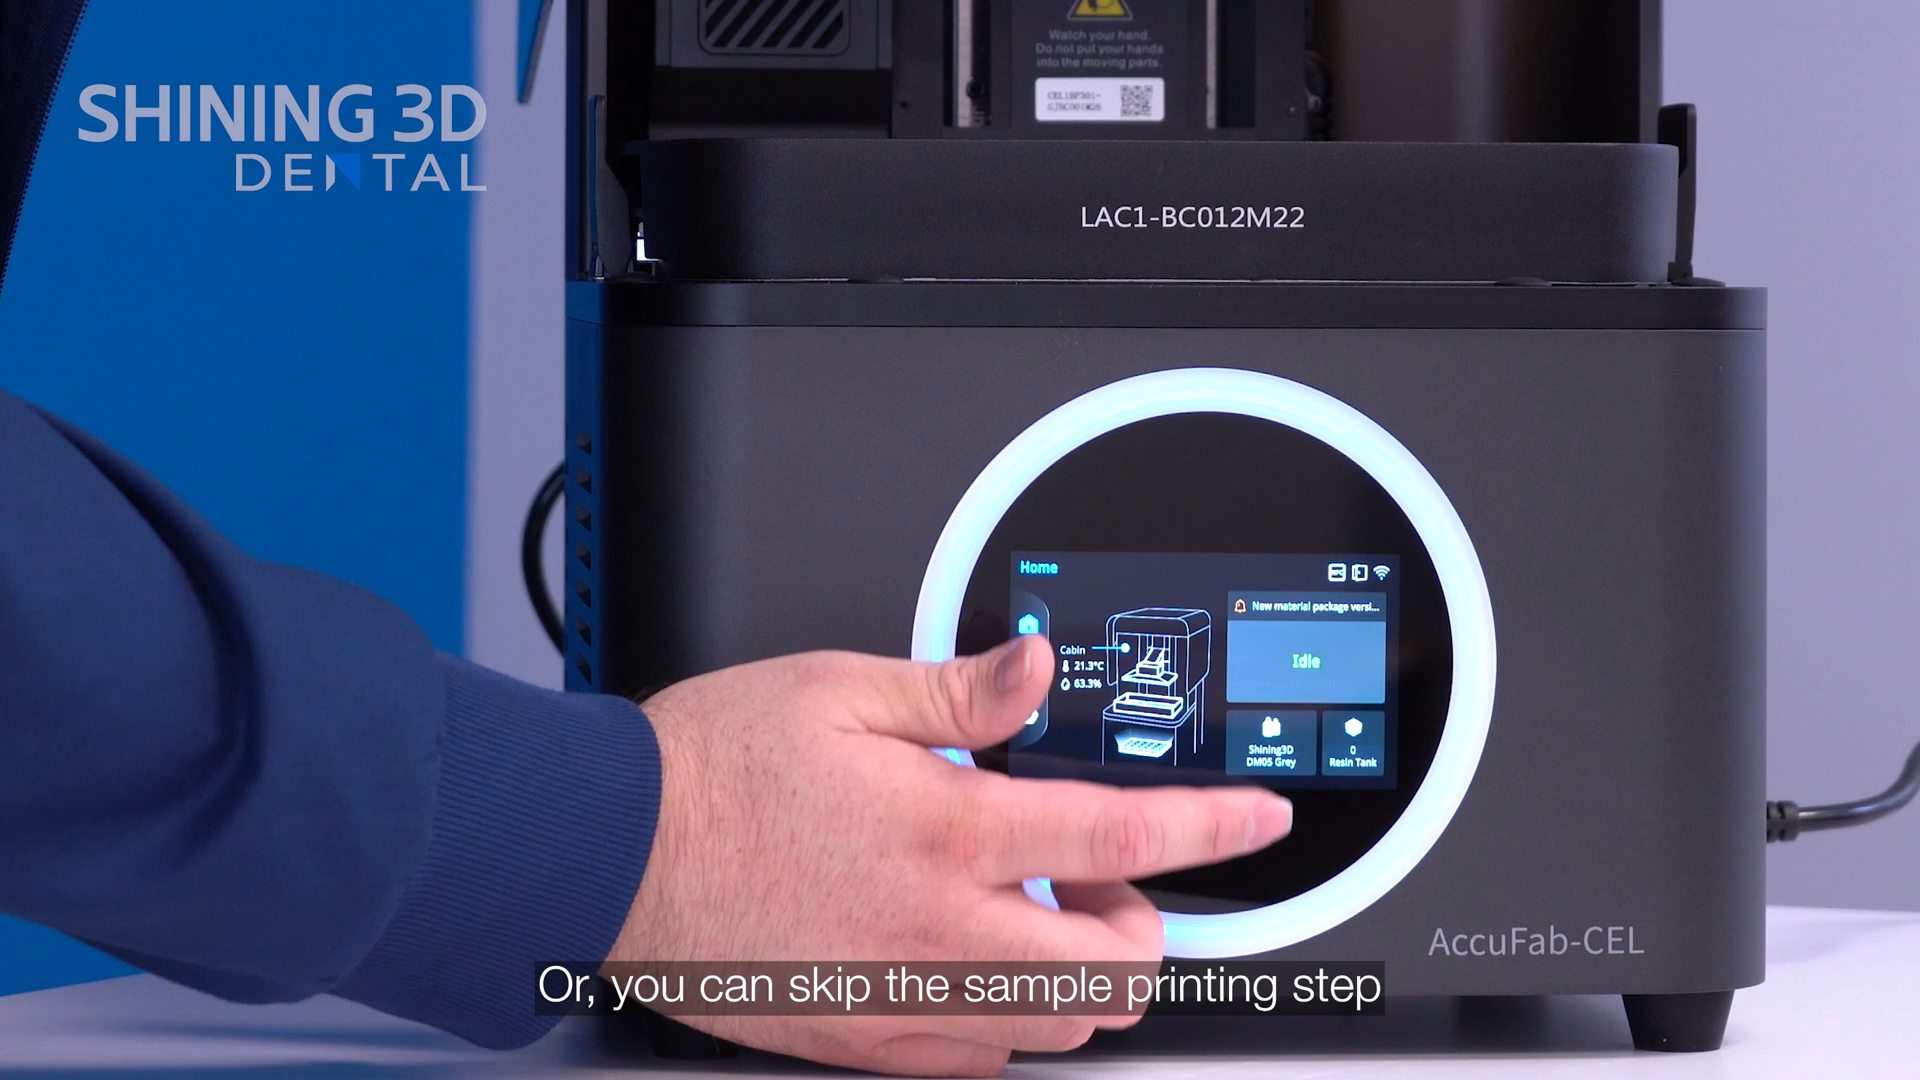 Watch your hand.
Do not put your hands
into the moving parts.
SHINING 3D
DENTAL
LAC1-BC012M22
Home
New material package versi...
Cabin
21.3°C
63.3%
Idle
Shining3D
DM05 Grey
0
Resin Tank
AccuFab-CEL
Or, you can skip the sample printing step